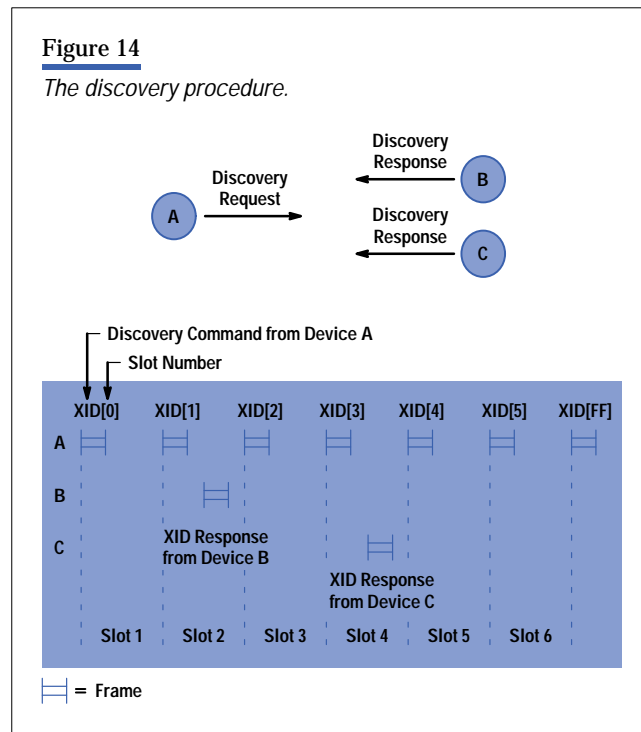 Figure 14
The discovery procedure.
Discovery
Request
Discovery
Response
Discovery
Response
A
B
C
Discovery Command from Device A
Slot Number
XID[0] XID[1] XID[2] XID[3] XID[4] XID[5] XID[FF]
A
B
XID Response
from Device B
C
XID Response
from Device C
Slot 1 Slot 2 Slot 3 Slot 4 Slot 5 Slot 6
= Frame